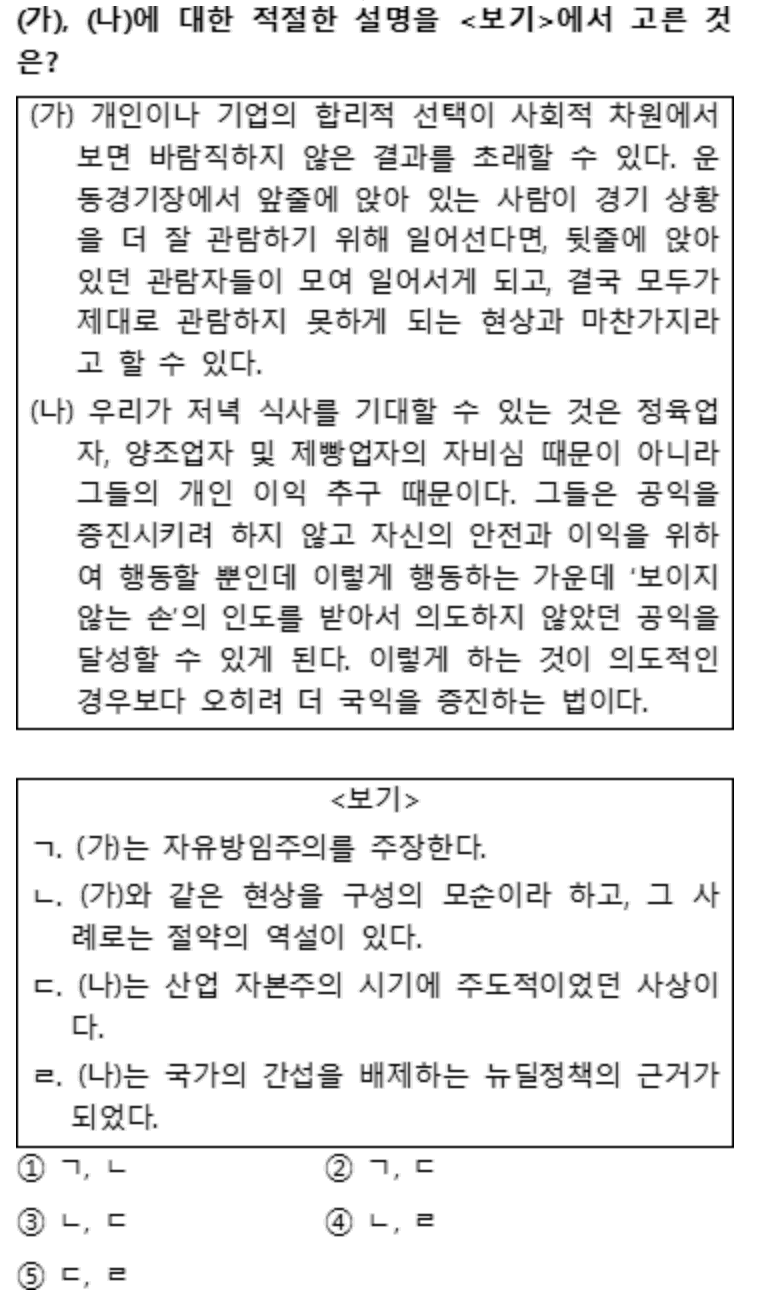 (가), (나)에 대한 적절한 설명을 <보기>에서 고른 것
은?
(가) 개인이나 기업의 합리적 선택이 사회적 차원에서
보면 바람직하지 않은 결과를 초래할 수 있다. 운
동경기장에서 앞줄에 앉아 있는 사람이 경기 상황
을 더 잘 관람하기 위해 일어선다면, 뒷줄에 앉아
있던 관람자들이 모여 일어서게 되고, 결국 모두가
제대로 관람하지 못하게 되는 현상과 마찬가지라
고 할 수 있다.
(나) 우리가 저녁 식사를 기대할 수 있는 것은 정육업
자, 양조업자 및 제빵업자의 자비심 때문이 아니라
그들의 개인 이익 추구 때문이다. 그들은 공익을
증진시키려 하지 않고 자신의 안전과 이익을 위하
여 행동할 뿐인데 이렇게 행동하는 가운데 ‘보이지
않는 손’의 인도를 받아서 의도하지 않았던 공익을
달성할 수 있게 된다. 이렇게 하는 것이 의도적인
경우보다 오히려 더 국익을 증진하는 법이다.
<보기>
ㄱ. (가)는 자유방임주의를 주장한다.
ㄴ. (가)와 같은 현상을 구성의 모순이라 하고, 그 사
례로는 절약의 역설이 있다.
ㄷ. (나)는 산업 자본주의 시기에 주도적이었던 사상이
다.
ㄹ. (나)는 국가의 간섭을 배제하는 뉴딜정책의 근거가
되었다.
① ㄱ, ㄴ ② ㄱ, ㄷ
③ ㄴ, ㄷ ④ ㄴ, ㄹ
⑤ ㄷ, ㄹ